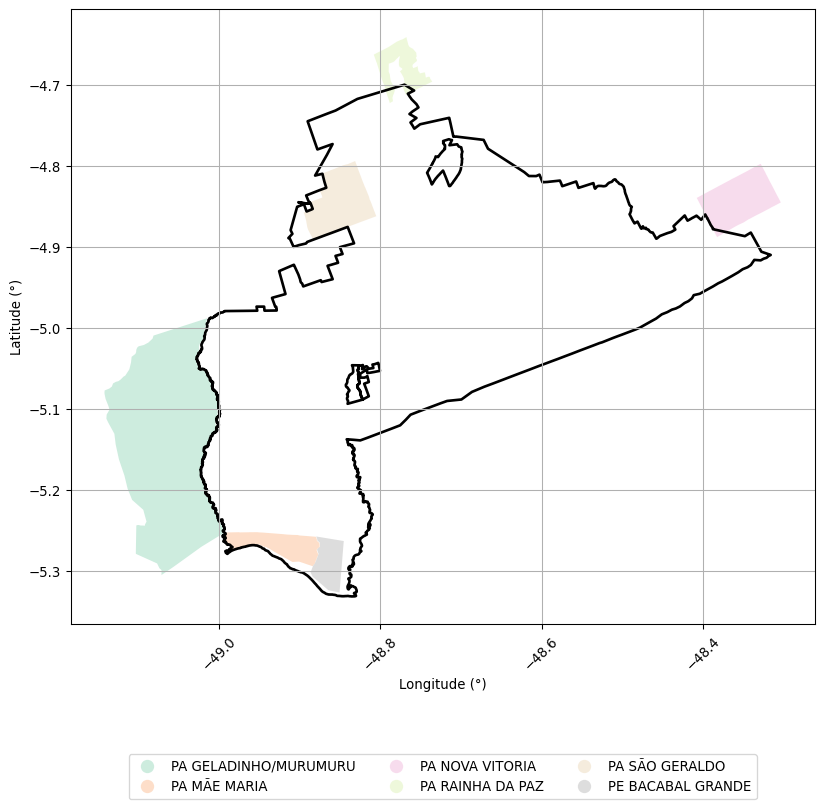 −4.7
−4.8
−4.9
−5.0
−5.1
−5.2
−5.3
Latitude (°)
−49.0
−48.8
−48.6
−48.4
Longitude (°)
PA GELADINHO/MURUMURU
PA MÃE MARIA
PA NOVA VITORIA
PA RAINHA DA PAZ
PA SÃO GERALDO
PE BACABAL GRANDE